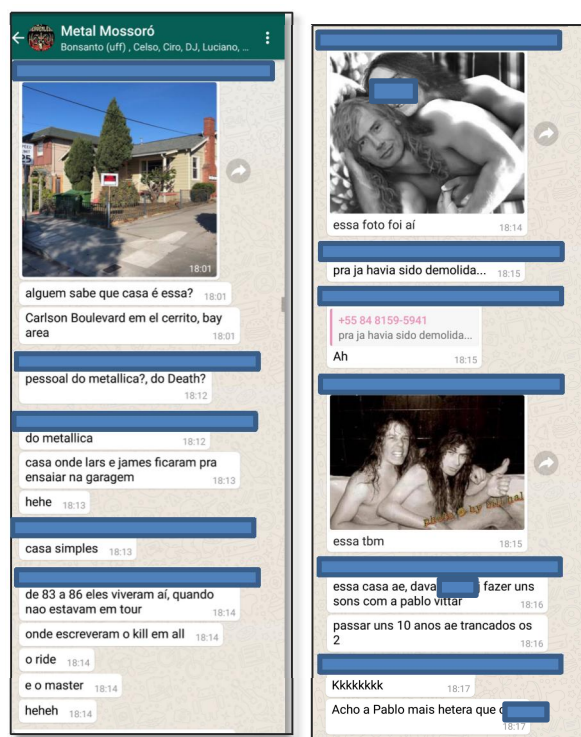 Metal Mossoró
Bonsanto (uff) , Celso, Ciro, DJ, Luciano, ...
25
18:01
alguem sabe que casa é essa? 18:01
Carlson Boulevard em el cerrito, bay
area 18:01
pessoal do metallica?, do Death?
18:12
do metallica 18:12
casa onde lars e james ficaram pra
ensaiar na garagem 18:13
hehe 18:13
casa simples 18:13
de 83 a 86 eles viveram aí, quando
nao estavam em tour 18:14
onde escreveram o kill em all 18:14
o ride 18:14
e o master 18:14
heheh 18:14
essa foto foi aí 18:14
pra ja havia sido demolida... 18:15
+55 84 8159-5941
pra ja havia sido demolida...
Ah 18:15
photo by
essa tbm 18:15
essa casa ae, dava fazer uns
sons com a pablo vittar 18:16
passar uns 10 anos ae trancados os
2 18:16
Kkkkkkkk 18:17
Acho a Pablo mais hetera que
18:17